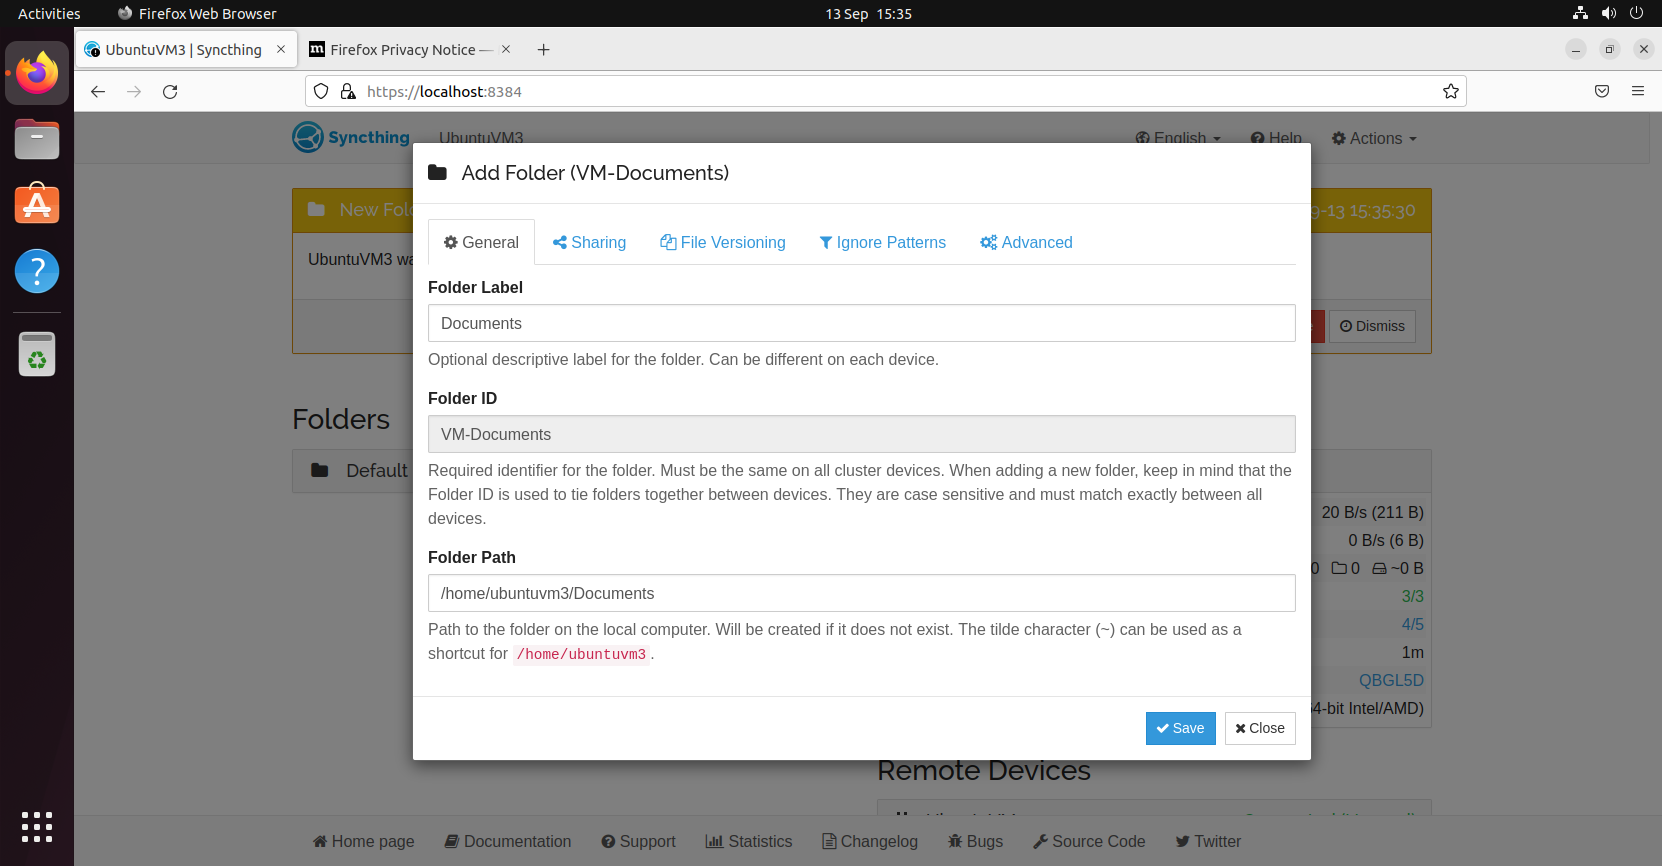 Activities
Firefox Web Browser
13 Sep 15:35
UbuntuVM3 | Syncthing
Firefox Privacy Notice —
https://localhost:8384
Syncthing
UbuntuVM3
English
Help
Actions
Add Folder (VM-Documents)
New Fol
9-13 15:35:30
General
Sharing
File Versioning
Ignore Patterns
Advanced
UbuntuVM3 wa
Folder Label
Documents
Dismiss
Optional descriptive label for the folder. Can be different on each device.
Folder ID
Folders
VM-Documents
Default
Required identifier for the folder. Must be the same on all cluster devices. When adding a new folder, keep in mind that the
Folder ID is used to tie folders together between devices. They are case sensitive and must match exactly between all
devices.
20 B/s (211 B)
0 B/s (6 B)
Folder Path
0 0 ~0 B
/home/ubuntuvm3/Documents
3/3
Path to the folder on the local computer. Will be created if it does not exist. The tilde character (~) can be used as a
shortcut for /home/ubuntuvm3.
4/5
1m
QBGL5D
64-bit Intel/AMD)
Save
Close
Remote Devices
Home page
Documentation
Support
Statistics
Changelog
Bugs
Source Code
Twitter